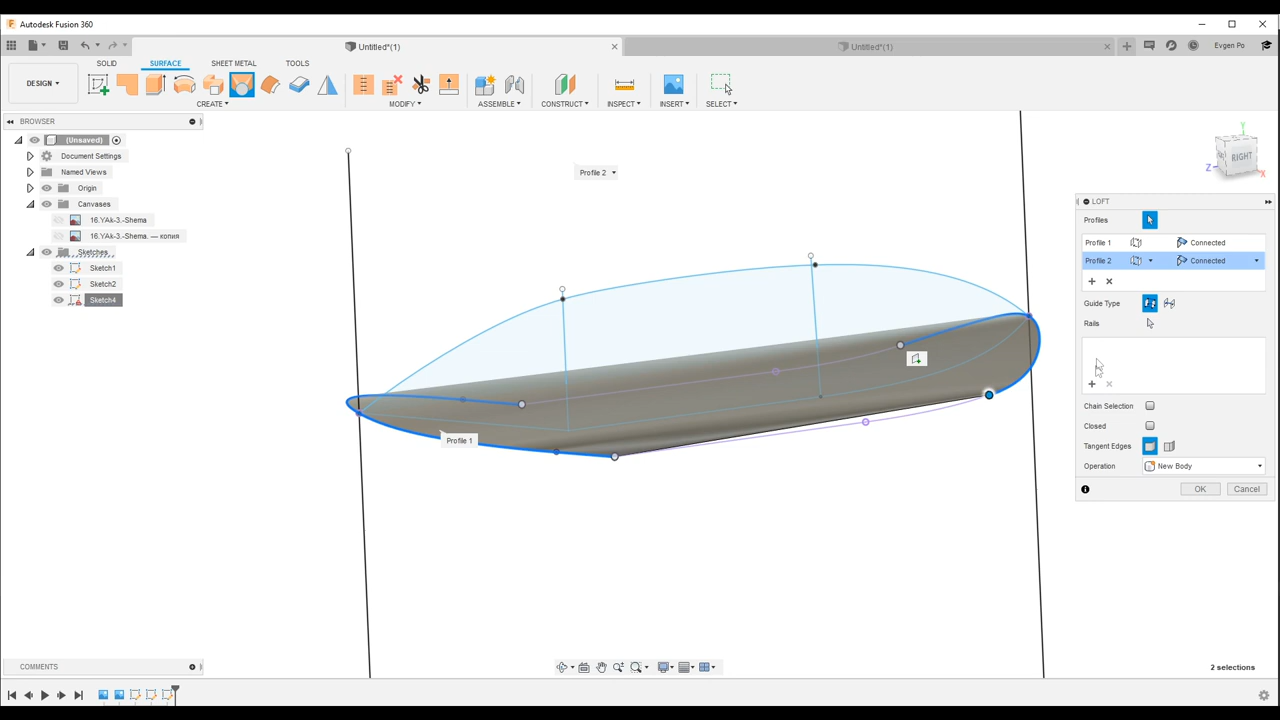 F Autodesk Fusion 360
Untitled*(1)
Untitled*(1)
Evgen Po
DESIGN
SOLID SURFACE SHEET METAL TOOLS
CREATE MODIFY ASSEMBLE CONSTRUCT INSPECT INSERT SELECT
BROWSER
(Unsaved)
Document Settings
Named Views
Origin
Canvases
16.YAk-3.-Shema
16.YAk-3.-Shema. — копия
Sketches
Sketch1
Sketch2
Sketch4
Profile 2
Profile 1
Y
Z
X
RIGHT
LOFT
Profiles
Profile 1 Connected
Profile 2 Connected
Guide Type
Rails
Chain Selection
Closed
Tangent Edges
Operation New Body
OK Cancel
COMMENTS
2 selections